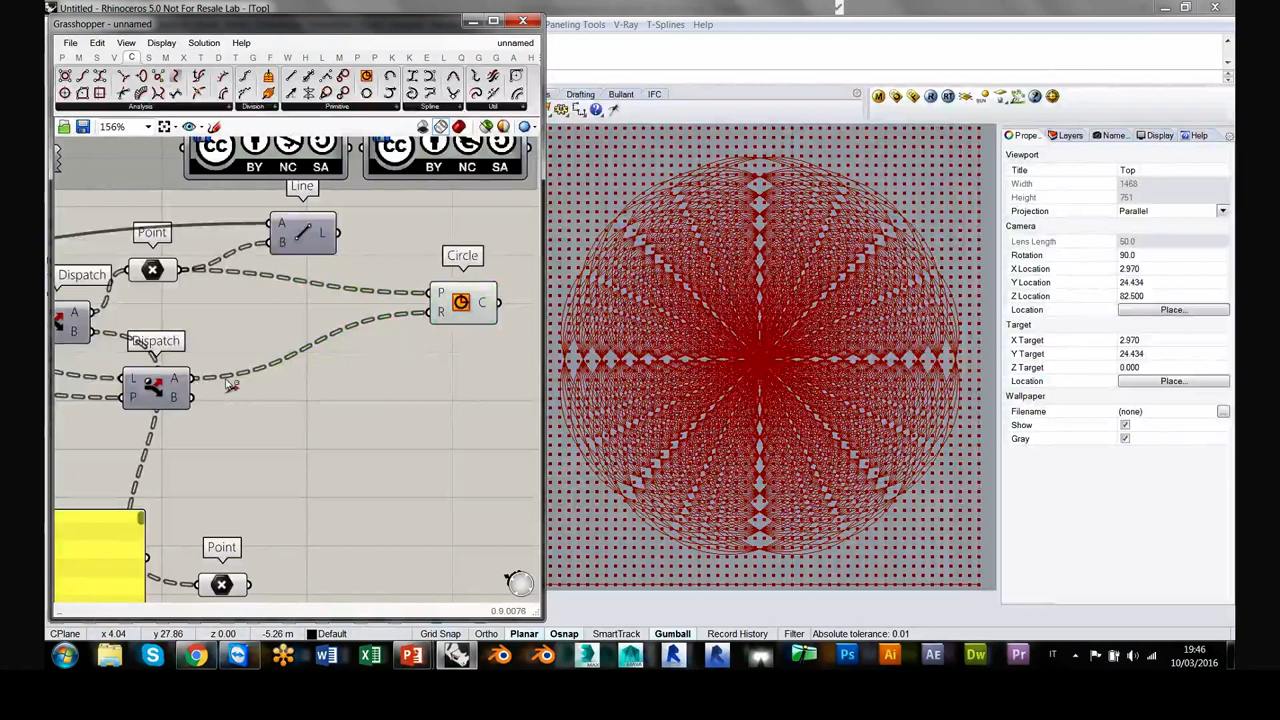 Untitled - Rhinoceros 5.0 Not For Resale Lab - [Top]
Grasshopper - unnamed
Paneling Tools V-Ray T-Splines Help
File Edit View Display Solution Help unnamed
P M S V C S X T D T F W H L M K E L Q G G A H
Analysis Division Primitive Spline Util
Drafting Bullant IFC
156%
BY NC SA
BY NC SA
Line
A
B
L
Point
Dispatch
A
B
Circle
P
R
C
Dispatch
L A
P B
Point
0.9.0076
Prope... Layers Name... Display Help
Viewport
Title Top
Width 1468
Height 751
Projection Parallel
Camera
Lens Length 50.0
Rotation 90.0
X Location 2.970
Y Location 24.434
Z Location 82.500
Location Place...
Target
X Target 2.970
Y Target 24.434
Z Target 0.000
Location Place...
Wallpaper
Filename (none) ...
Show
Gray
CPlane x 4.04 y 27.86 z 0.00 -5.26 m Default Grid Snap Ortho Planar Osnap SmartTrack Gumball Record History Filter Absolute tolerance: 0.01
IT 19:46
10/03/2016